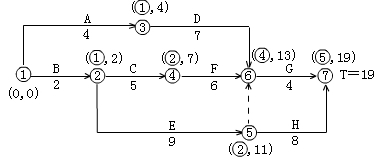 (①,4)
A
4
③
D
7
(①,2)
(②,7)
(④,13)
(⑤,19)
①
B
2
②
C
5
④
F
6
⑥
G
4
⑦
T=19
(0,0)
E
9
⑤
H
8
(②,11)